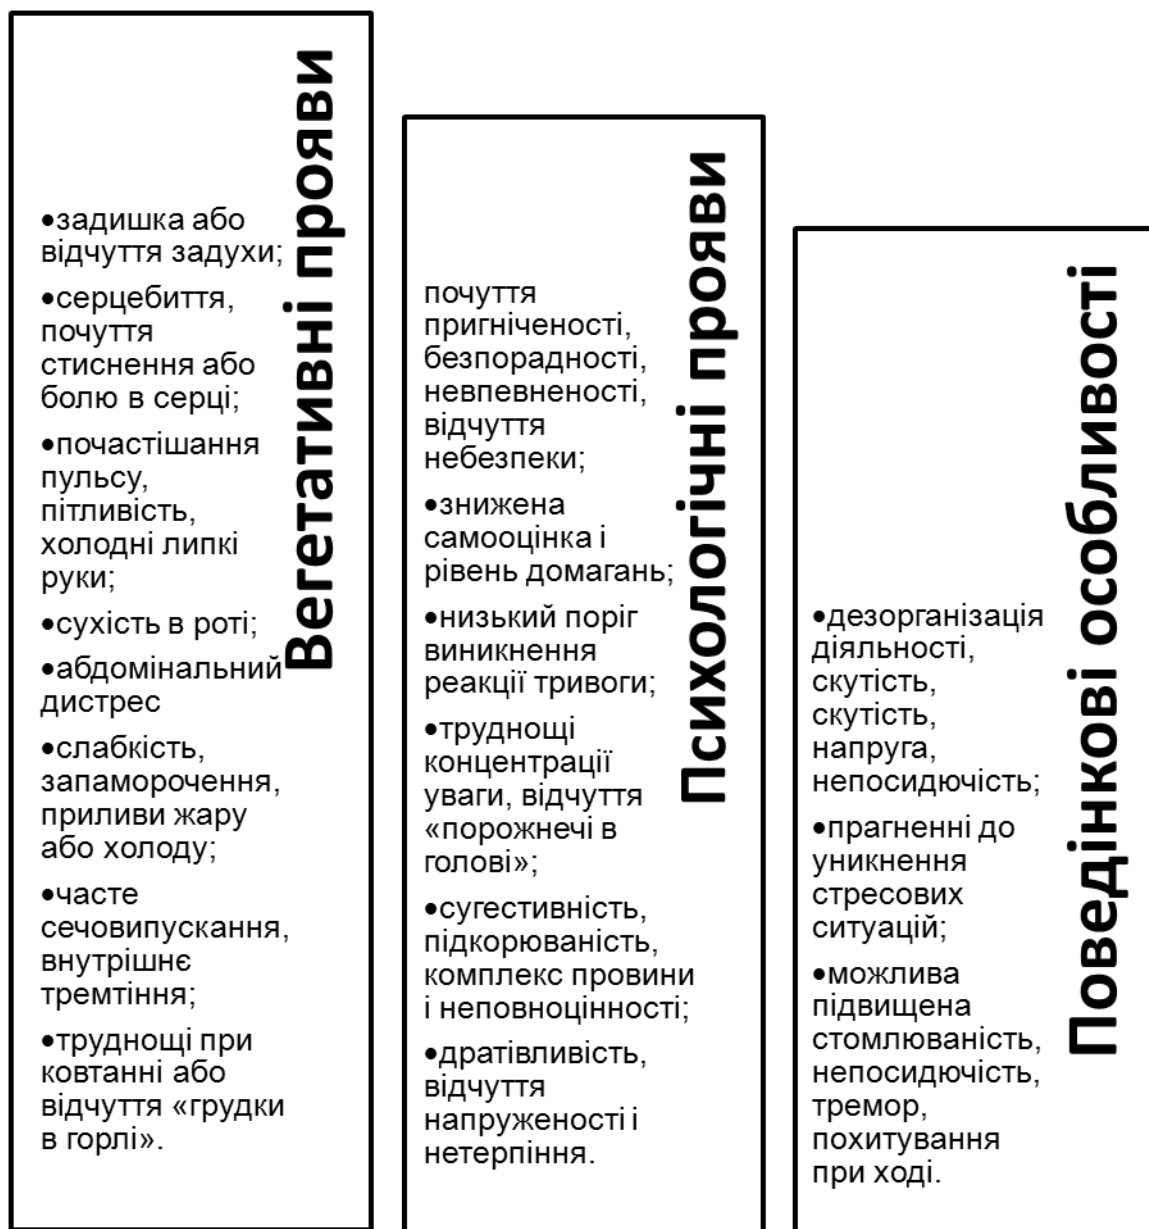 Вегетативні прояви
•задишка або
відчуття задухи;
•серцебиття,
почуття
стиснення або
болю в серці;
•почастішання
пульсу,
пітливість,
холодні липкі
руки;
•сухість в роті;
•абдомінальний
дистрес
•слабкість,
запаморочення,
приливи жару
або холоду;
•часте
сечовипускання,
внутрішнє
тремтіння;
•труднощі при
ковтанні або
відчуття «грудки
в горлі».
Психологічні прояви
почуття
пригніченості,
безпорадності,
невпевненості,
відчуття
небезпеки;
•знижена
самооцінка і
рівень домагань;
•низький поріг
виникнення
реакції тривоги;
•труднощі
концентрації
уваги, відчуття
«порожнечі в
голові»;
•сугестивність,
підкорюваність,
комплекс провини
і неповноцінності;
•дратівливість,
відчуття
напруженості і
нетерпіння.
Поведінкові особливості
•дезорганізація
діяльності,
скутість,
скутість,
напруга,
непосидючість;
•прагненні до
уникнення
стресових
ситуацій;
•можлива
підвищена
стомлюваність,
непосидючість,
тремор,
похитування
при ході.